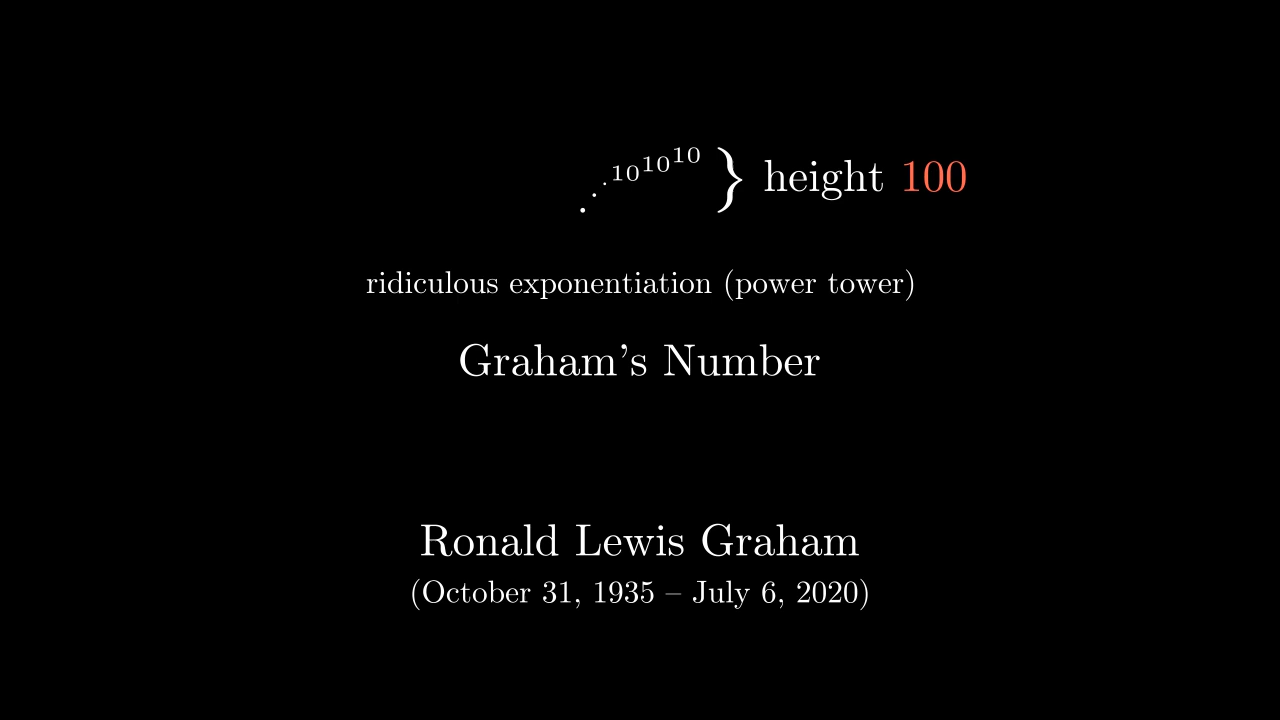 ⋰10^10^10 } height 100
ridiculous exponentiation (power tower)
Graham's Number
Ronald Lewis Graham
(October 31, 1935 – July 6, 2020)